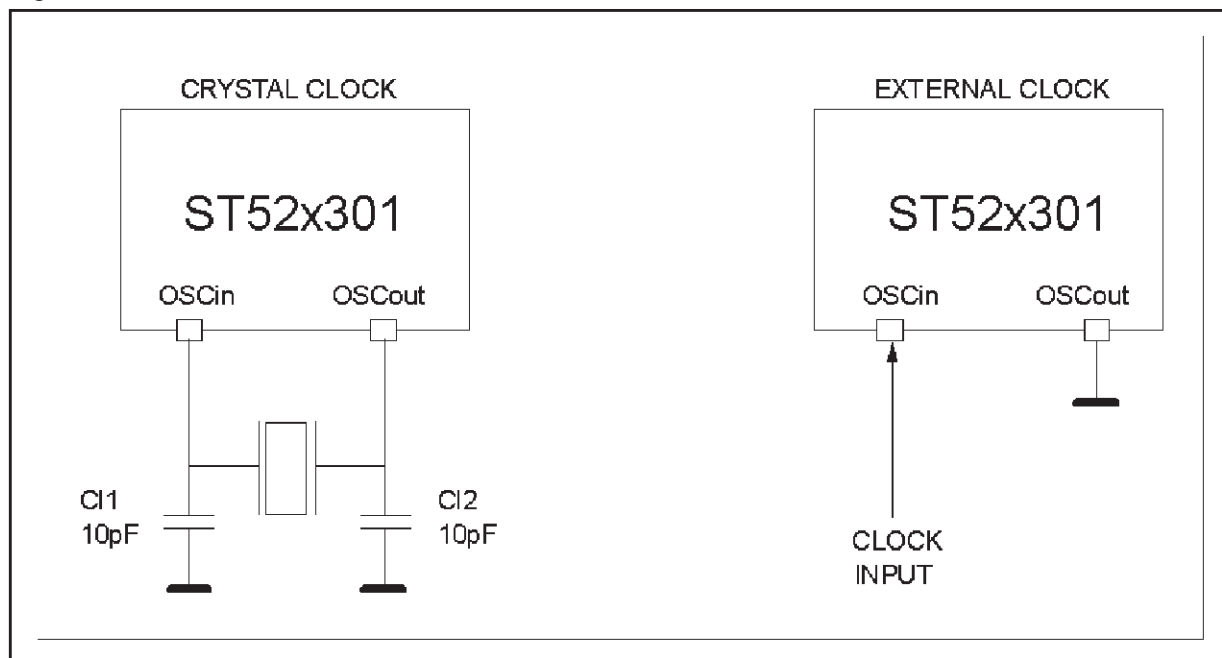 CRYSTAL CLOCK
ST52x301
OSCin OSCout
Cl1
10pF
Cl2
10pF
EXTERNAL CLOCK
ST52x301
OSCin OSCout
CLOCK
INPUT